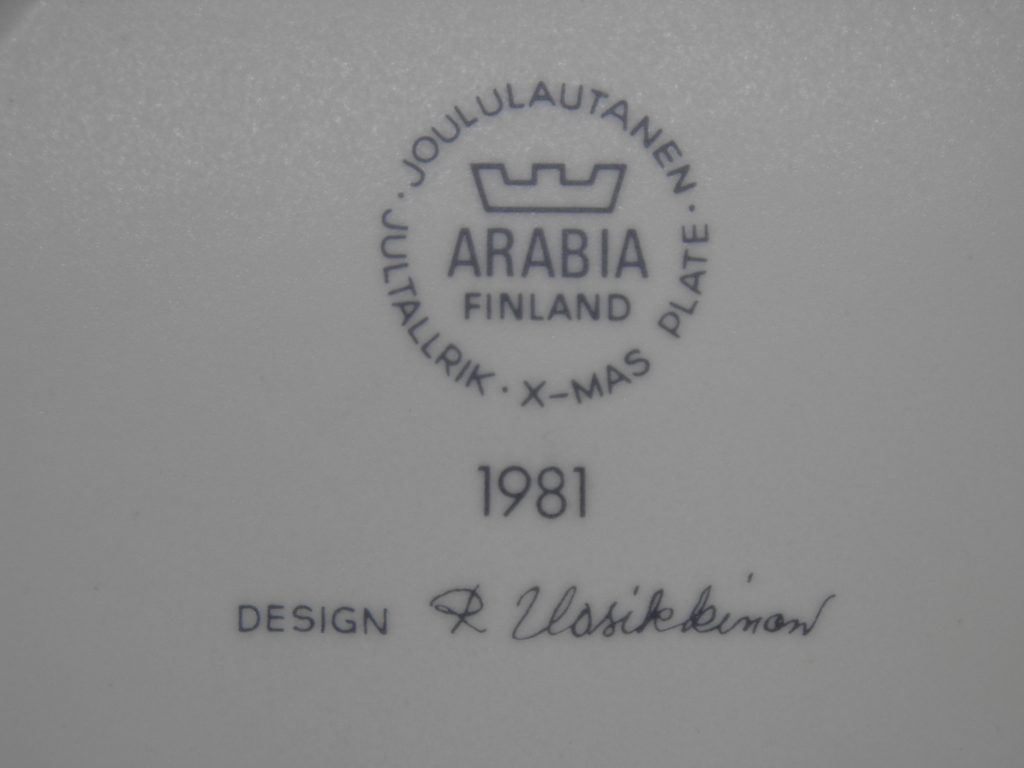 JOULULAUTANEN · PLATE X-MAS · JULTALLRIK ·
ARABIA
FINLAND
1981
DESIGN R Uosikkinen